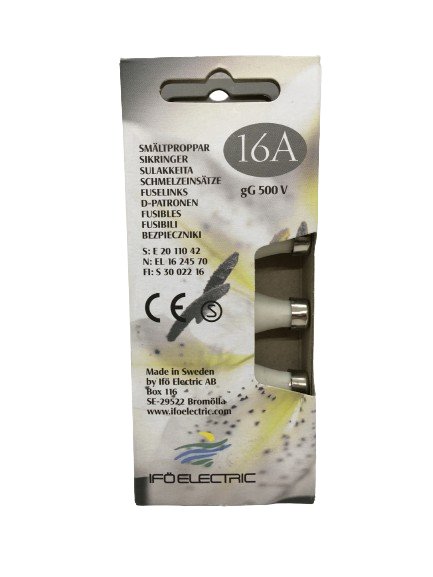 SMÄLTPROPPAR
SIKRINGER
SULAKKEITA
SCHMELZEINSÄTZE
FUSELINKS
D-PATRONEN
FUSIBLES
FUSIBILI
BEZPIECZNIKI
16A
gG 500 V
S: E 20 110 42
N: EL 16 245 70
FI: S 30 022 16
CE S
Made in Sweden
by Ifö Electric AB
Box 116
SE-29522 Bromölla
www.ifoelectric.com
IFÖ ELECTRIC